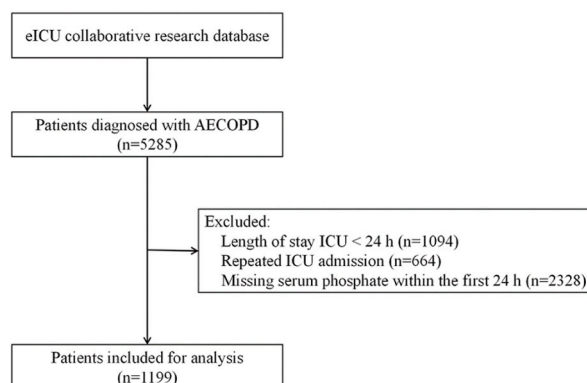 eICU collaborative research database
Patients diagnosed with AECOPD
(n=5285)
Excluded:
Length of stay ICU < 24 h (n=1094)
Repeated ICU admission (n=664)
Missing serum phosphate within the first 24 h (n=2328)
Patients included for analysis
(n=1199)